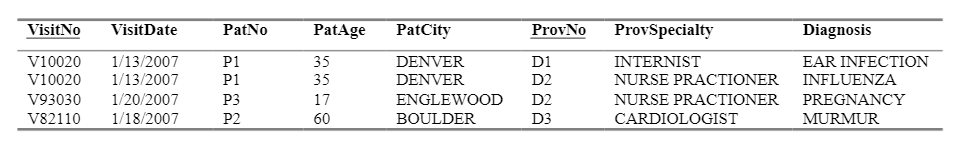 VisitNo VisitDate PatNo PatAge PatCity ProvNo ProvSpecialty Diagnosis
V10020 1/13/2007 P1 35 DENVER D1 INTERNIST EAR INFECTION
V10020 1/13/2007 P1 35 DENVER D2 NURSE PRACTIONER INFLUENZA
V93030 1/20/2007 P3 17 ENGLEWOOD D2 NURSE PRACTIONER PREGNANCY
V82110 1/18/2007 P2 60 BOULDER D3 CARDIOLOGIST MURMUR